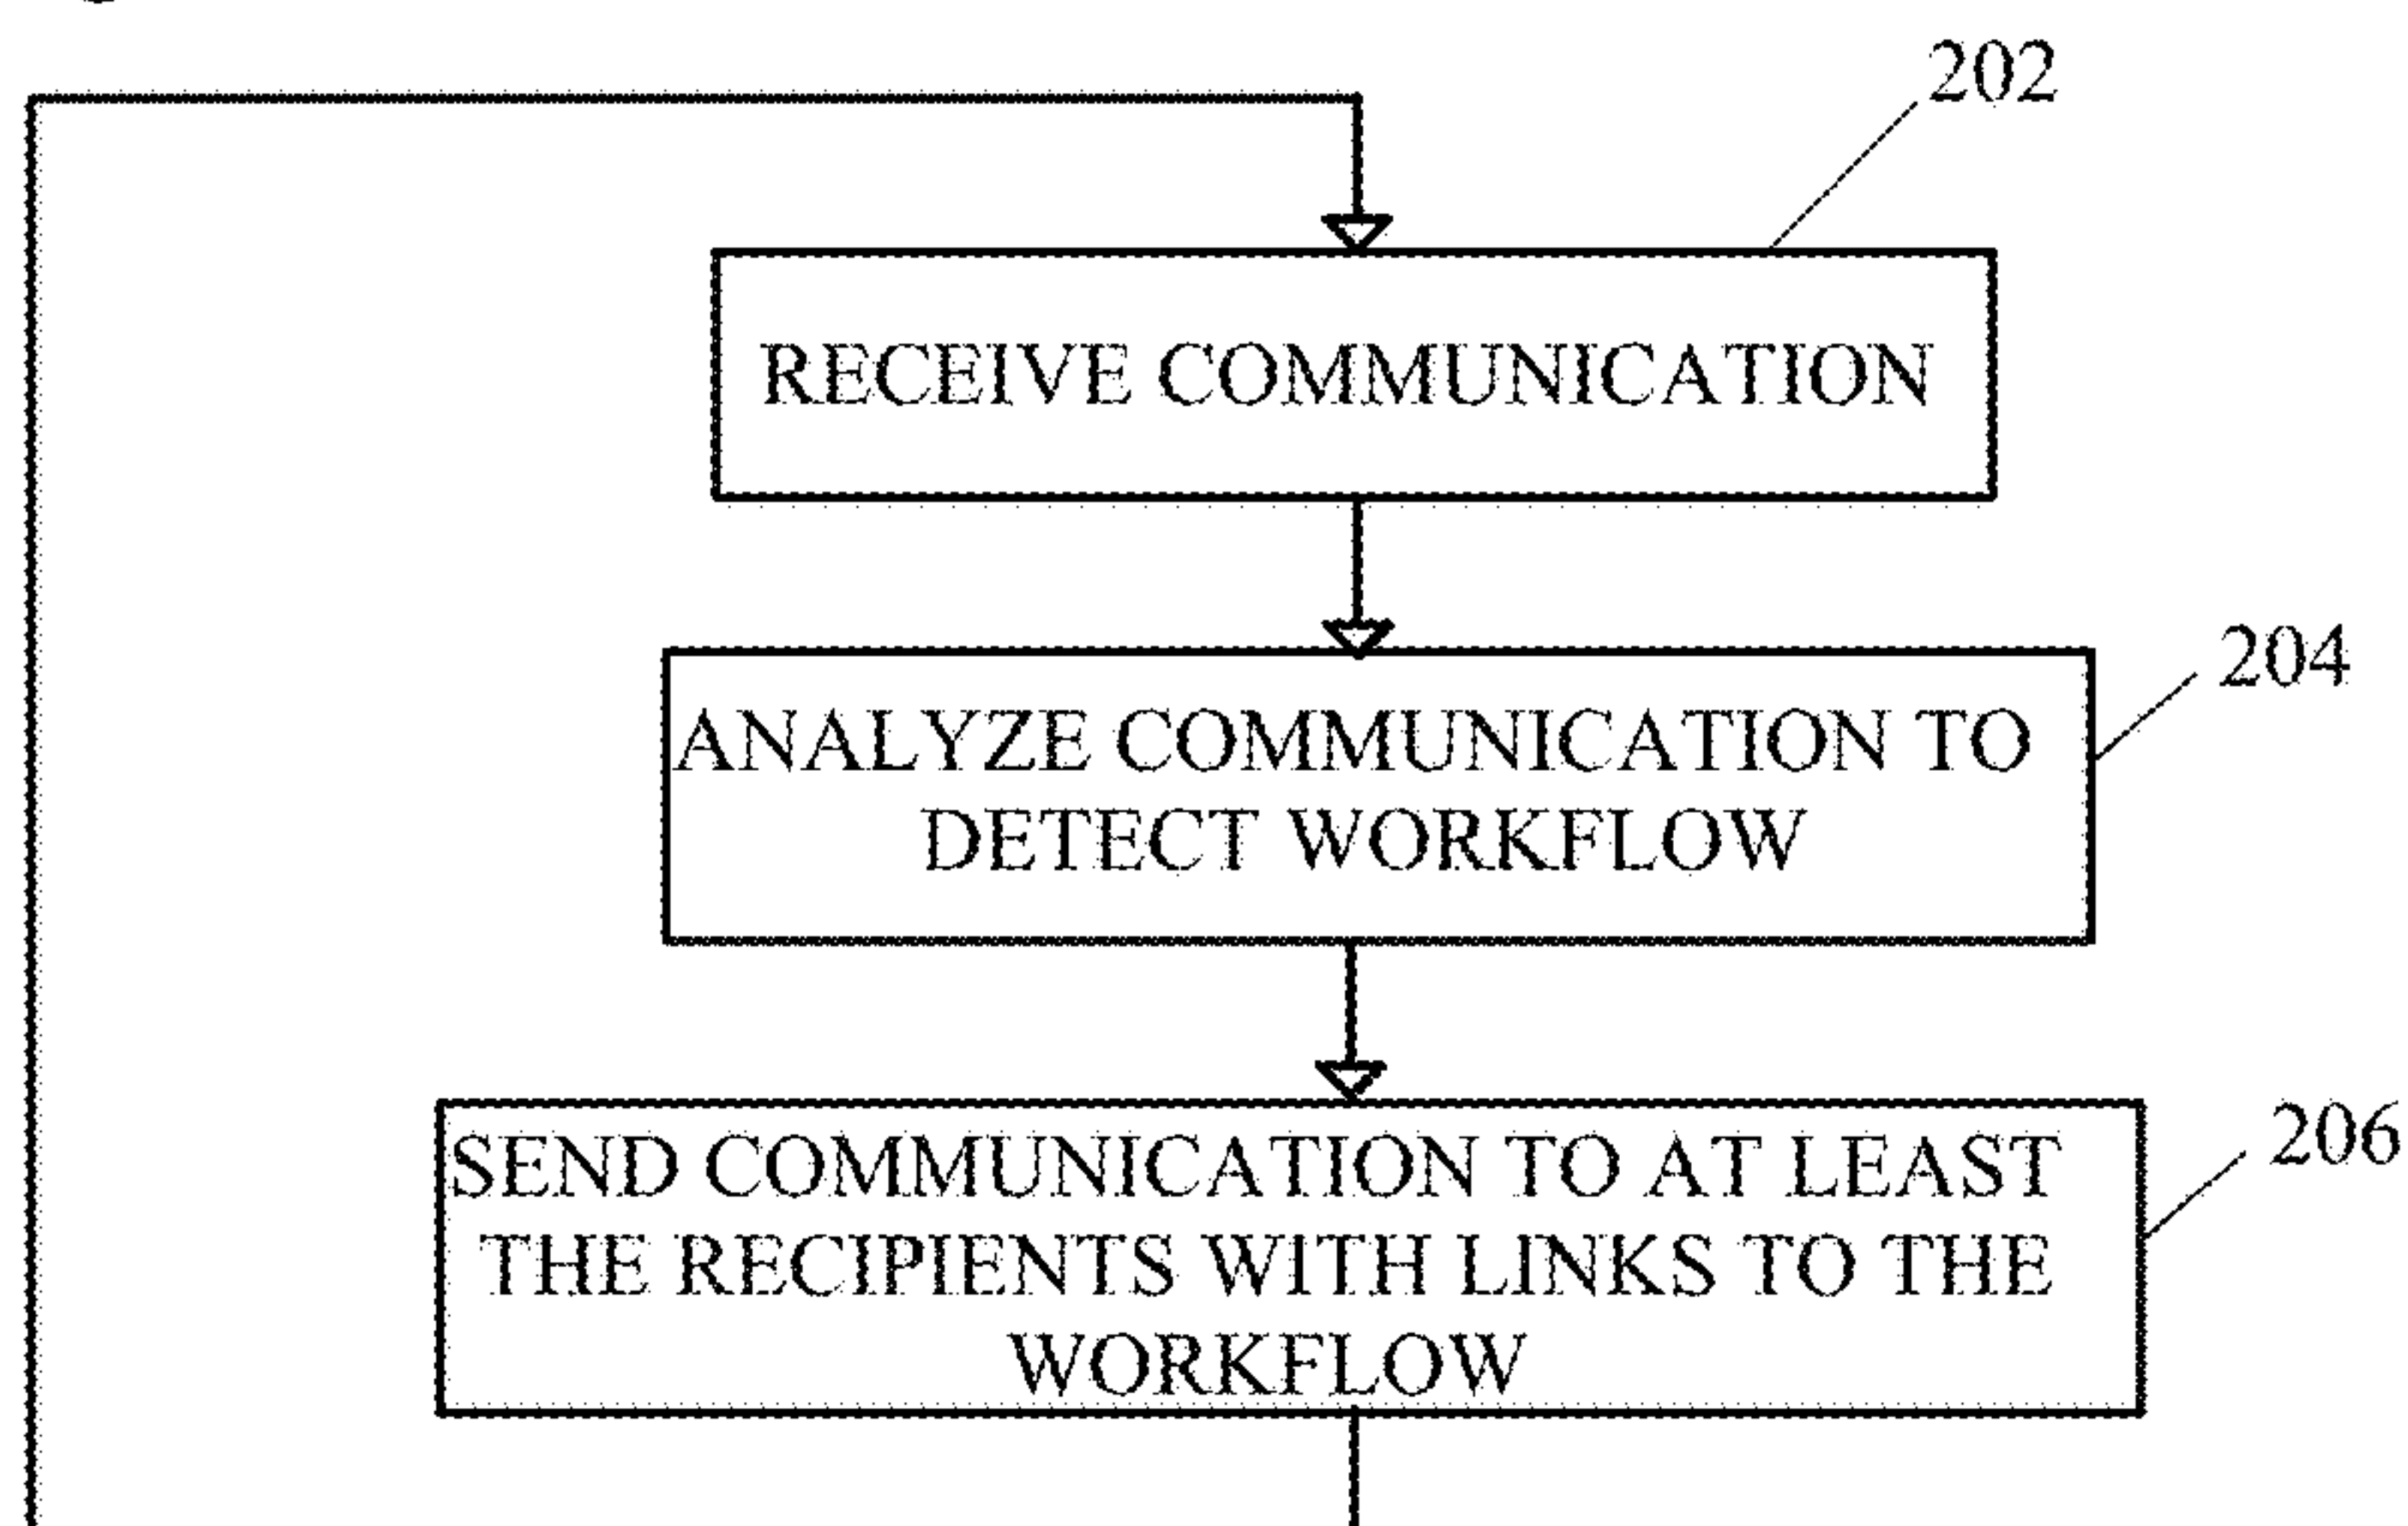 202
RECEIVE COMMUNICATION
204
ANALYZE COMMUNICATION TO
DETECT WORKFLOW
206
SEND COMMUNICATION TO AT LEAST
THE RECIPIENTS WITH LINKS TO THE
WORKFLOW